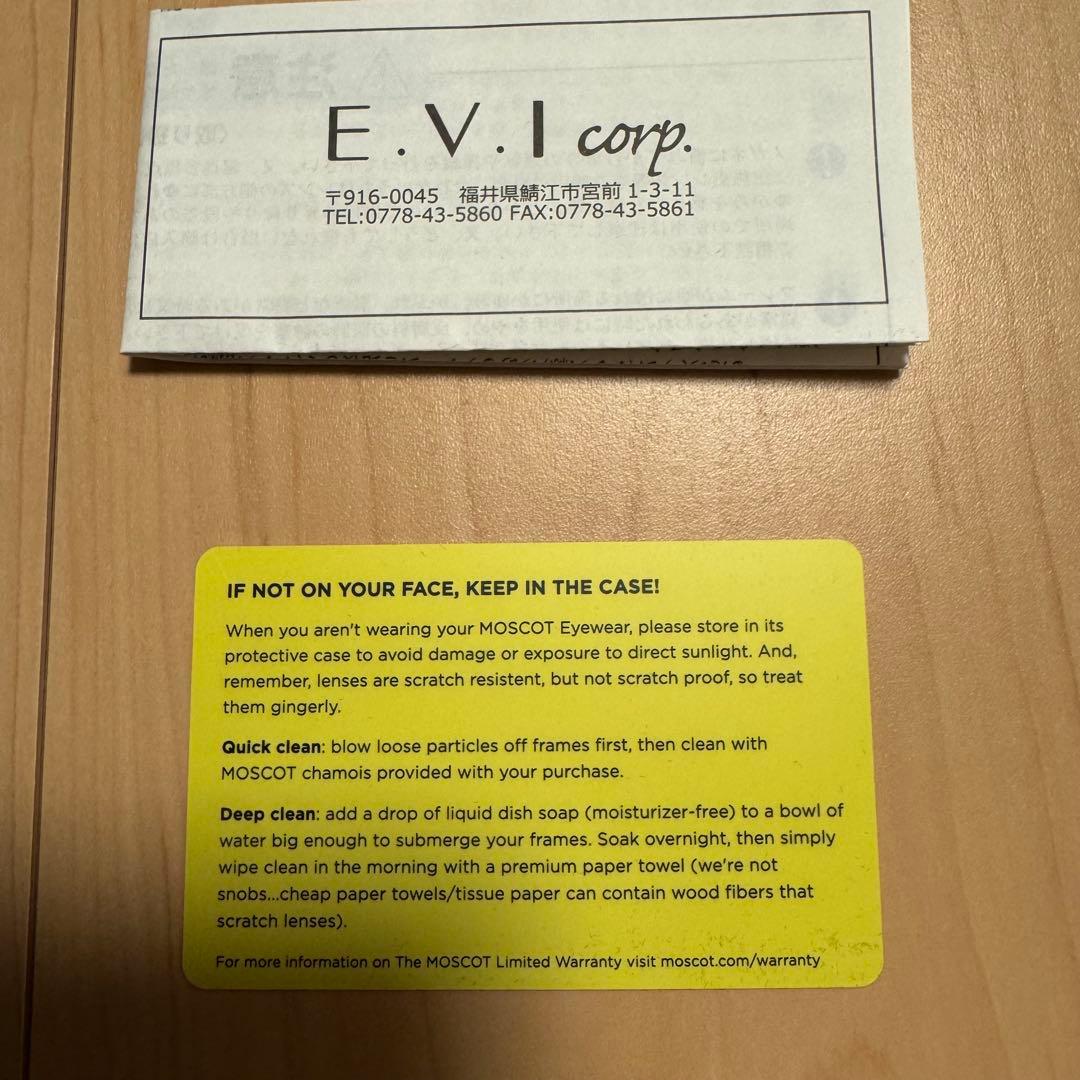 E.V.I corp.
〒916-0045 福井県鯖江市宮前 1-3-11
TEL:0778-43-5860 FAX:0778-43-5861
IF NOT ON YOUR FACE, KEEP IN THE CASE!
When you aren't wearing your MOSCOT Eyewear, please store in its
protective case to avoid damage or exposure to direct sunlight. And,
remember, lenses are scratch resistent, but not scratch proof, so treat
them gingerly.
Quick clean: blow loose particles off frames first, then clean with
MOSCOT chamois provided with your purchase.
Deep clean: add a drop of liquid dish soap (moisturizer-free) to a bowl of
water big enough to submerge your frames. Soak overnight, then simply
wipe clean in the morning with a premium paper towel (we're not
snobs...cheap paper towels/tissue paper can contain wood fibers that
scratch lenses).
For more information on The MOSCOT Limited Warranty visit moscot.com/warranty